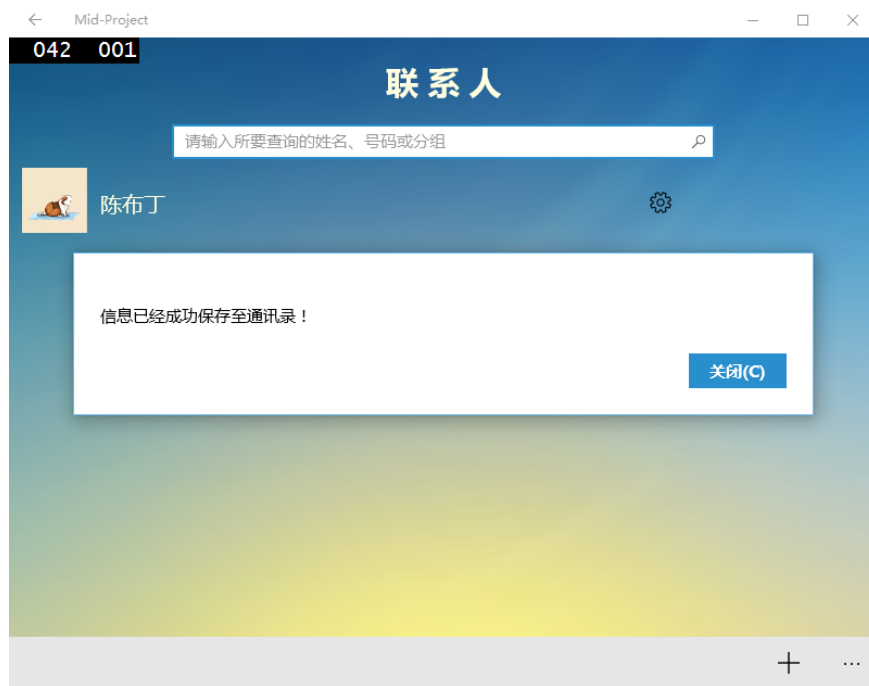 Mid-Project
042 001
联系人
请输入所要查询的姓名、号码或分组
陈布丁
信息已经成功保存至通讯录！
关闭(C)